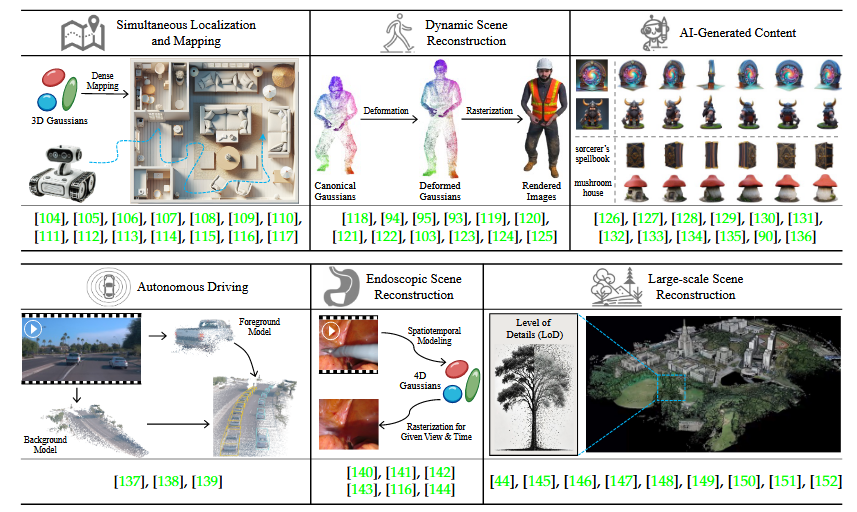 Simultaneous Localization
and Mapping
Dense
Mapping
3D Gaussians
[104], [105], [106], [107], [108], [109], [110],
[111], [112], [113], [114], [115], [116], [117]
Dynamic Scene
Reconstruction
Deformation
Rasterization
Canonical
Gaussians
Deformed
Gaussians
Rendered
Images
[118], [94], [95], [93], [119], [120],
[121], [122], [103], [123], [124], [125]
AI-Generated Content
sorcerer's
spellbook
mushroom
house
[126], [127], [128], [129], [130], [131],
[132], [133], [134], [135], [90], [136]
Autonomous Driving
Foreground
Model
Background
Model
[137], [138], [139]
Endoscopic Scene
Reconstruction
Spatiotemporal
Modeling
4D
Gaussians
Rasterization for
Given View & Time
[140], [141], [142]
[143], [116], [144]
Large-scale Scene
Reconstruction
Level of
Details (LoD)
[44], [145], [146], [147], [148], [149], [150], [151], [152]